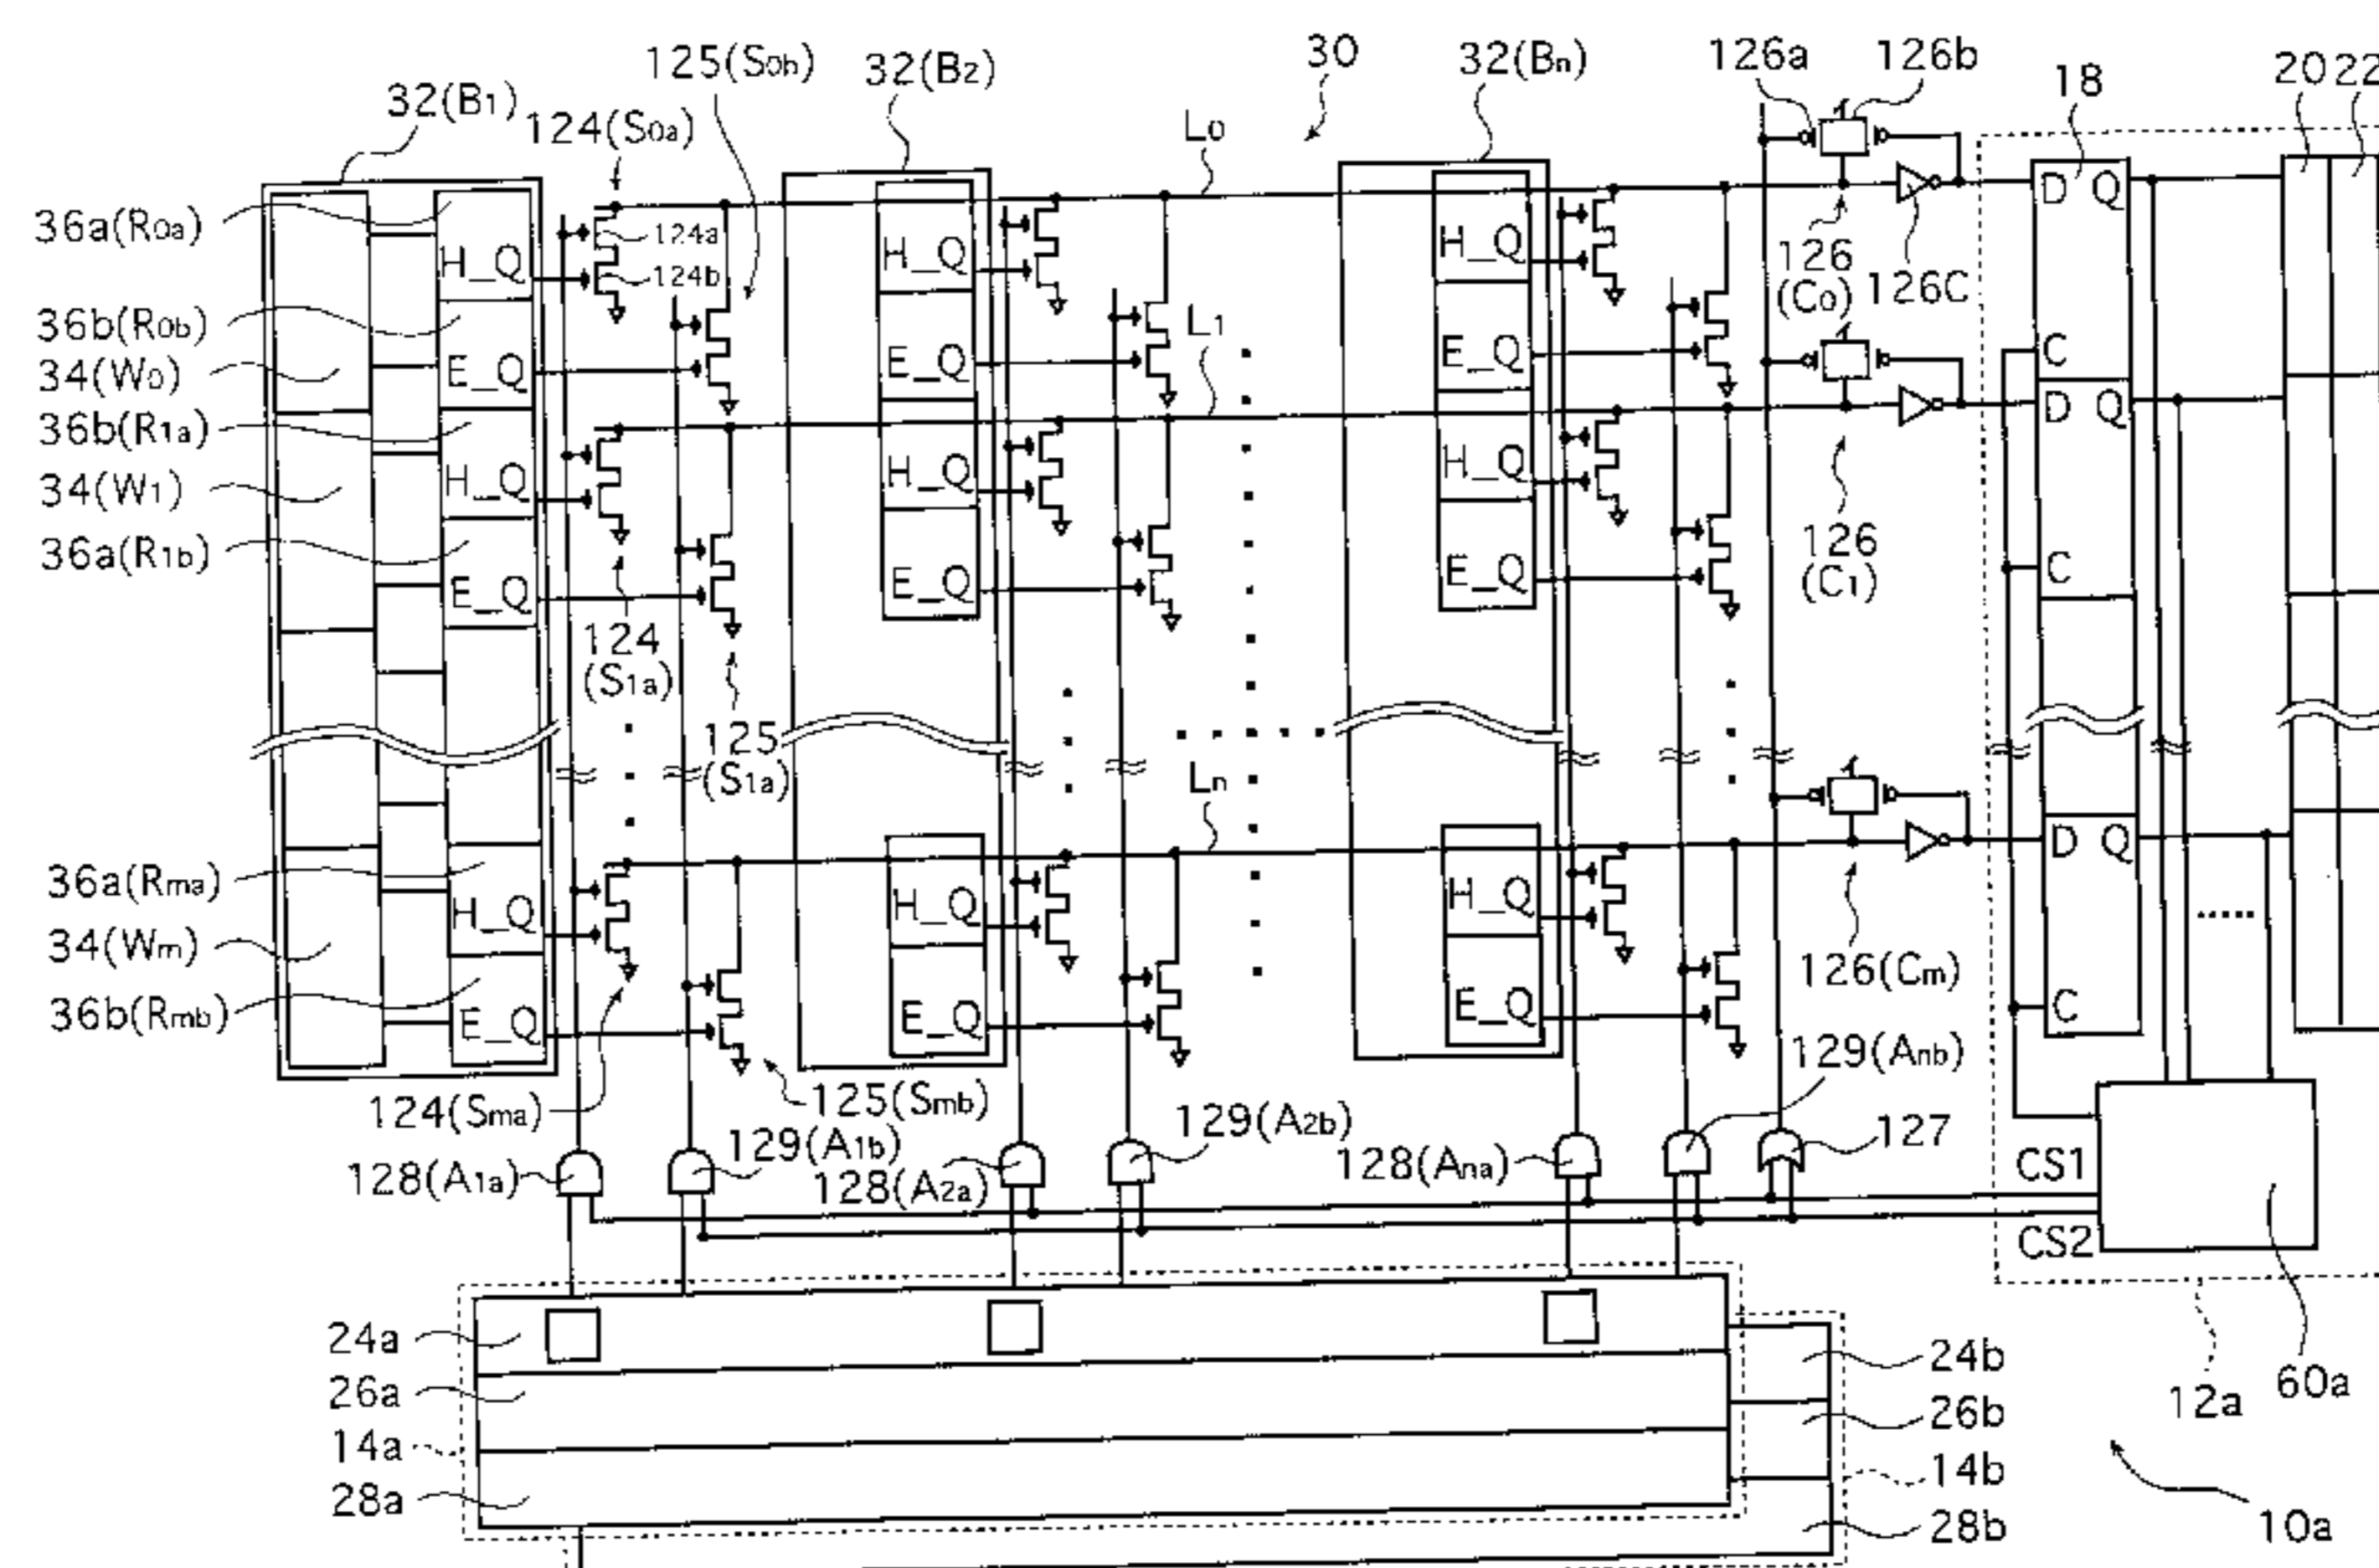 30
126a
126b
125(S0b)
32(B2)
32(Bn)
18
20
22
32(B1)
124(S0a)
L0
D Q
36a(R0a)
124a
H_Q
H_Q
H_Q
124b
126
(C0)
126C
36b(R0b)
L1
C
34(W0)
E_Q
E_Q
E_Q
D Q
36b(R1a)
34(W1)
H_Q
H_Q
H_Q
36a(R1b)
126
(C1)
C
E_Q
E_Q
E_Q
124
(S1a)
125
(S1a)
Ln
D Q
36a(Rma)
H_Q
H_Q
H_Q
34(Wm)
126(Cm)
36b(Rmb)
E_Q
E_Q
E_Q
C
129(Anb)
124(Sma)
125(Smb)
129(A2b)
127
129(A1b)
128(A1a)
128(A2a)
128(Ana)
CS1
CS2
24a
24b
26a
12a
60a
26b
14a
14b
28a
28b
10a